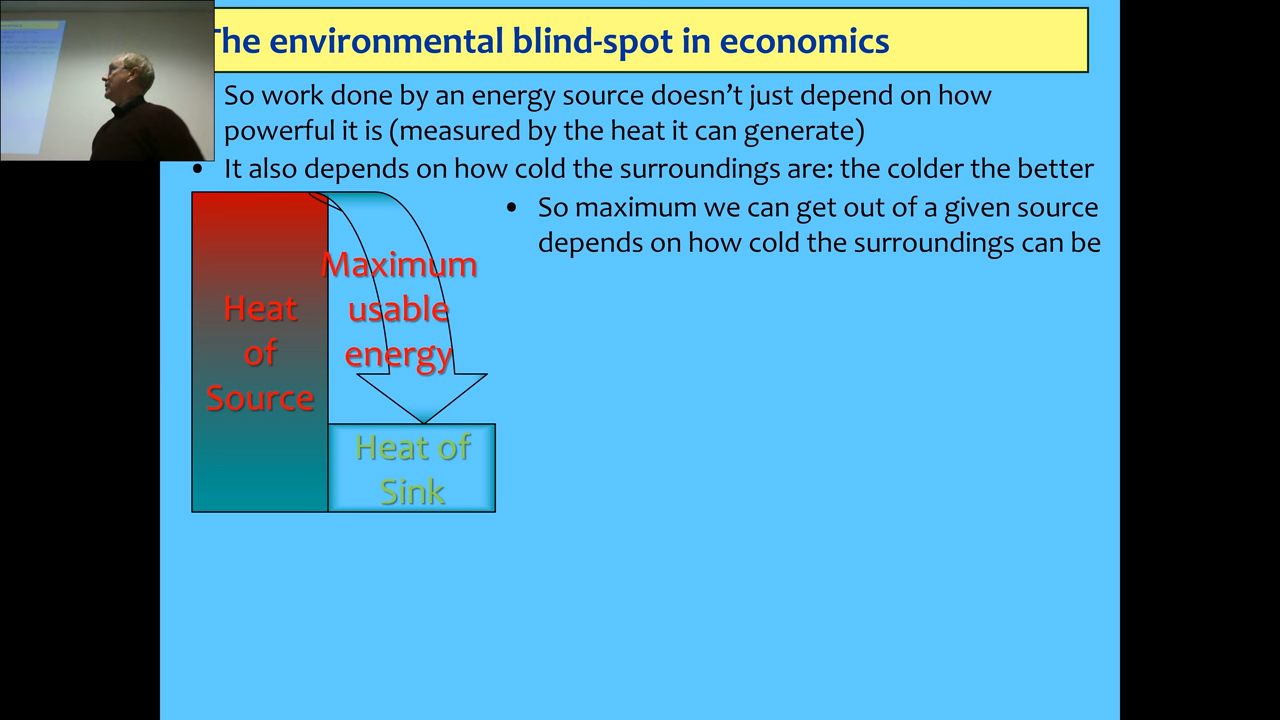 The environmental blind-spot in economics
So work done by an energy source doesn't just depend on how
powerful it is (measured by the heat it can generate)
• It also depends on how cold the surroundings are: the colder the better
• So maximum we can get out of a given source
depends on how cold the surroundings can be
Heat
of
Source
Maximum
usable
energy
Heat of
Sink